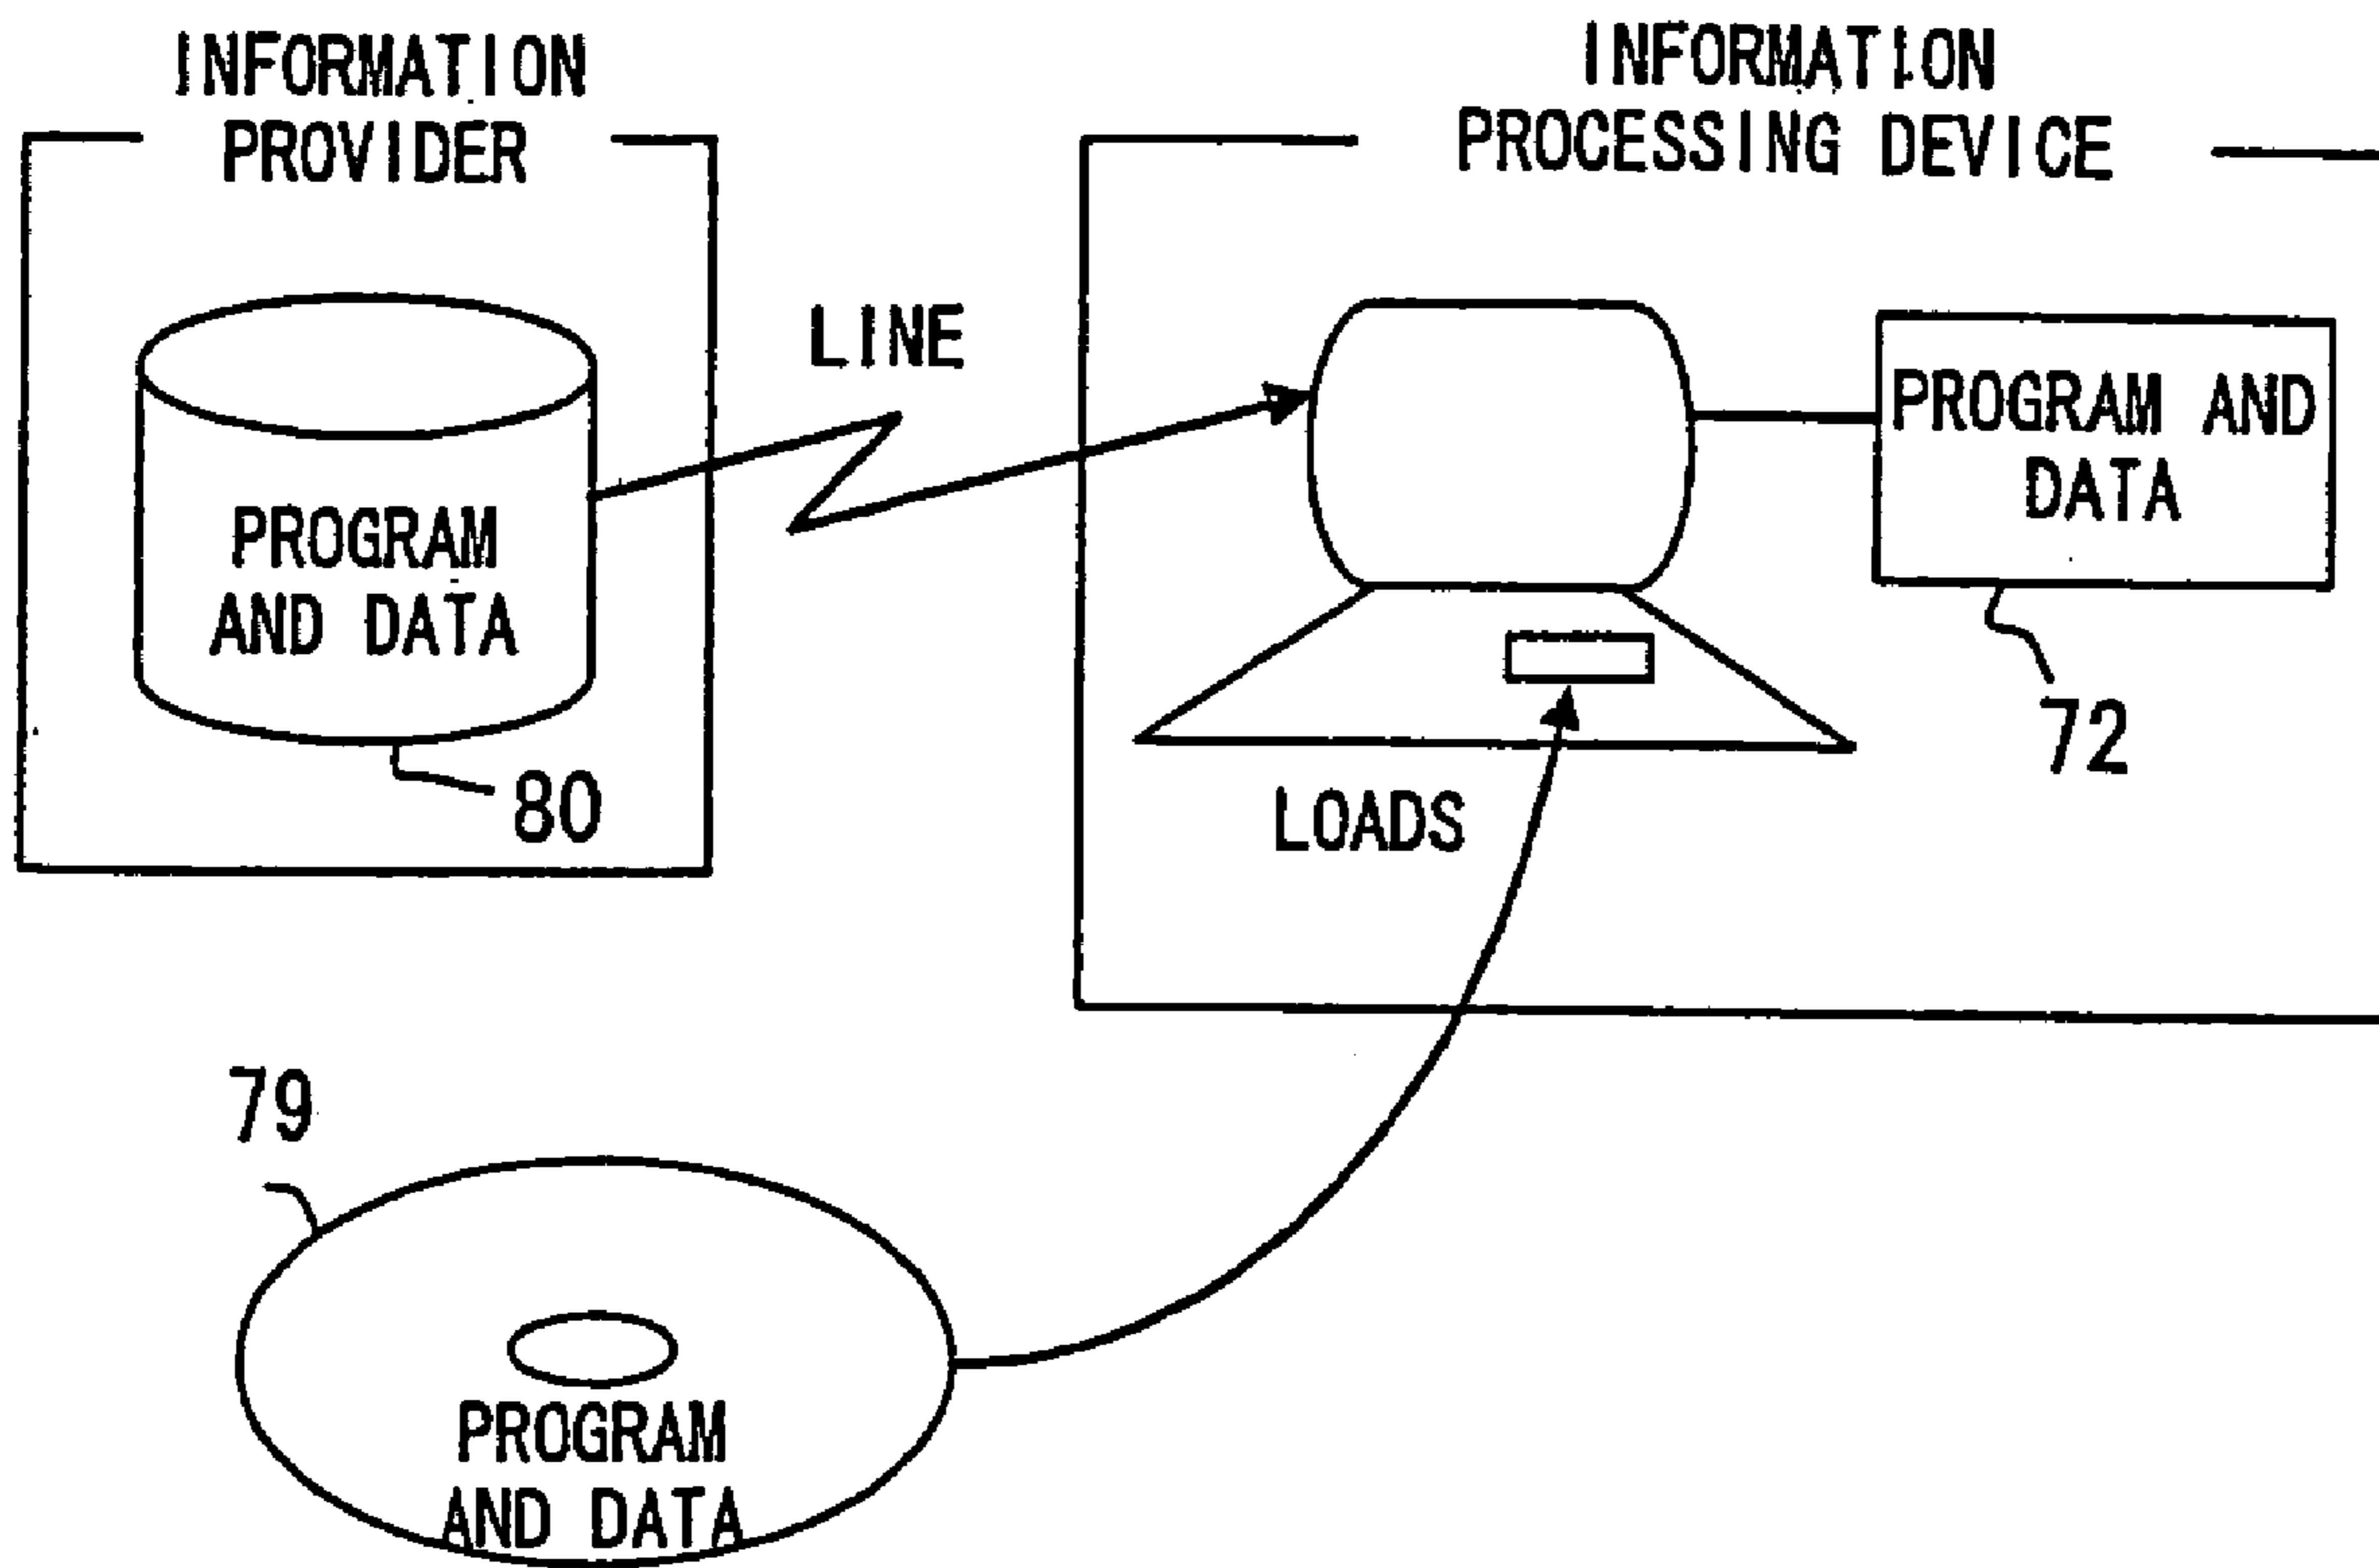 INFORMATION
PROVIDER
INFORMATION
PROCESSING DEVICE
LINE
PROGRAM AND
DATA
PROGRAM
AND DATA
72
80
LOADS
79
PROGRAM
AND DATA